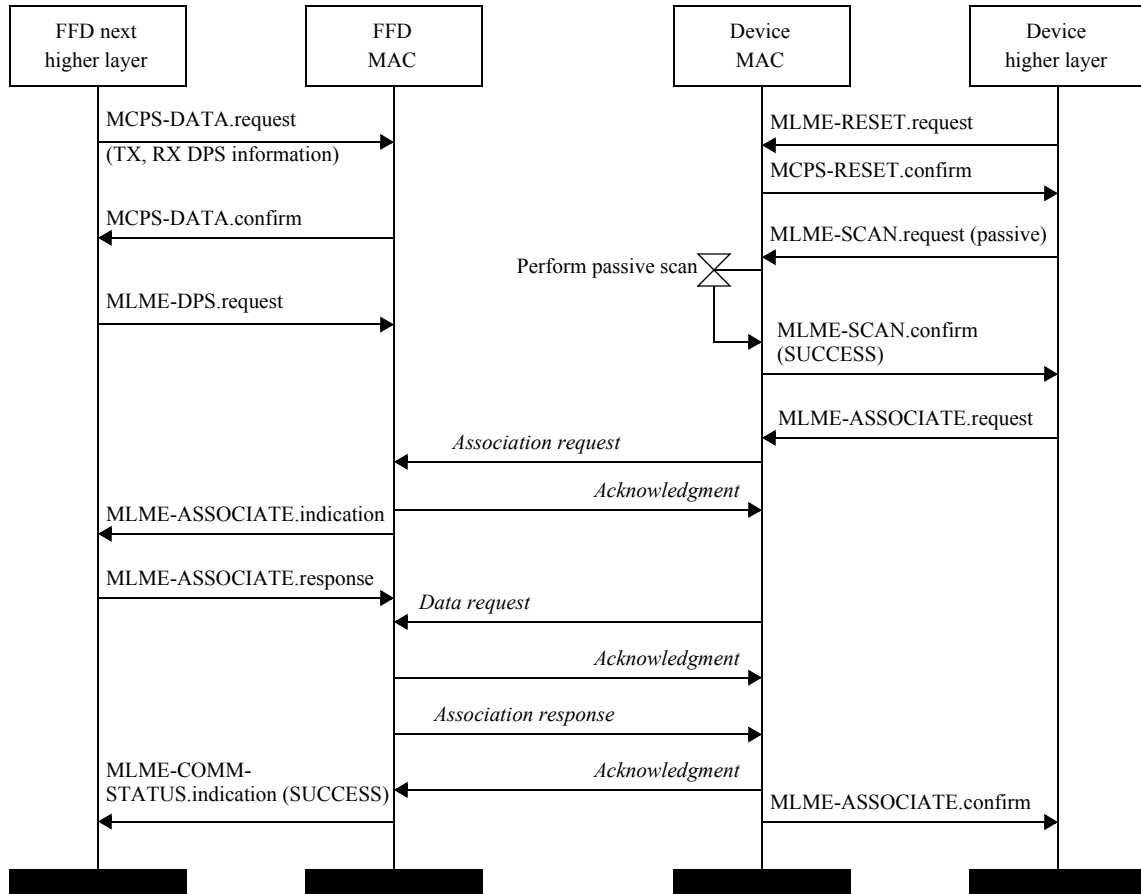 FFD next
higher layer
FFD
MAC
Device
MAC
Device
higher layer
MCPS-DATA.request
(TX, RX DPS information)
MLME-RESET.request
MCPS-RESET.confirm
MCPS-DATA.confirm
MLME-SCAN.request (passive)
Perform passive scan
MLME-DPS.request
MLME-SCAN.confirm
(SUCCESS)
MLME-ASSOCIATE.request
Association request
Acknowledgment
MLME-ASSOCIATE.indication
MLME-ASSOCIATE.response
Data request
Acknowledgment
Association response
MLME-COMM-
STATUS.indication (SUCCESS)
Acknowledgment
MLME-ASSOCIATE.confirm